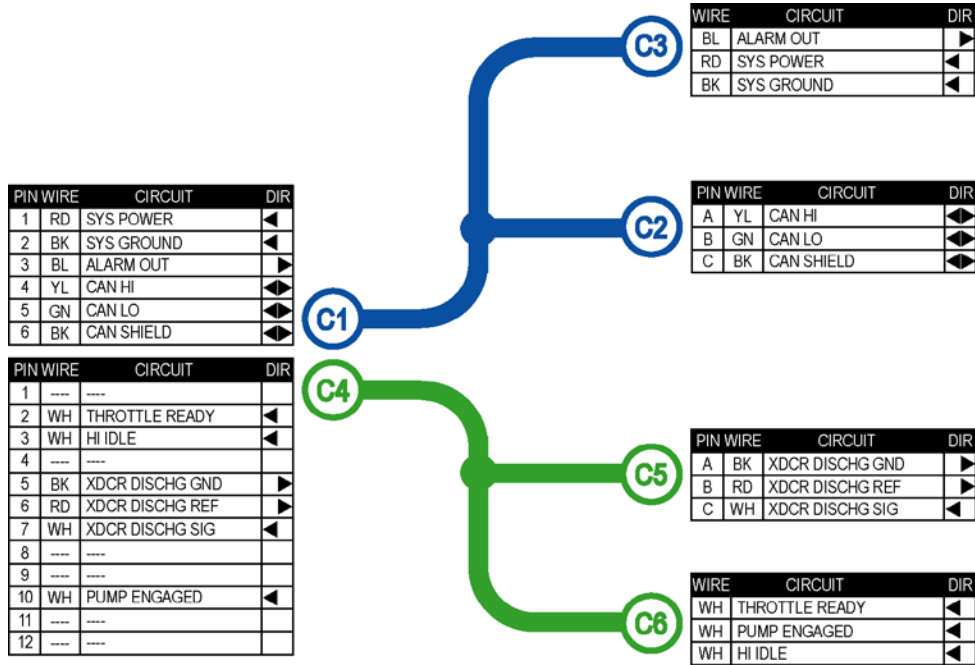 WIRE CIRCUIT DIR
BL ALARM OUT
RD SYS POWER
BK SYS GROUND
C3
PIN WIRE CIRCUIT DIR
A YL CAN HI
B GN CAN LO
C BK CAN SHIELD
C2
PIN WIRE CIRCUIT DIR
1 RD SYS POWER
2 BK SYS GROUND
3 BL ALARM OUT
4 YL CAN HI
5 GN CAN LO
6 BK CAN SHIELD
C1
PIN WIRE CIRCUIT DIR
1 ---- ----
2 WH THROTTLE READY
3 WH HI IDLE
4 ---- ----
5 BK XDCR DISCHG GND
6 RD XDCR DISCHG REF
7 WH XDCR DISCHG SIG
8 ---- ----
9 ---- ----
10 WH PUMP ENGAGED
11 ---- ----
12 ---- ----
C4
PIN WIRE CIRCUIT DIR
A BK XDCR DISCHG GND
B RD XDCR DISCHG REF
C WH XDCR DISCHG SIG
C5
WIRE CIRCUIT DIR
WH THROTTLE READY
WH PUMP ENGAGED
WH HI IDLE
C6